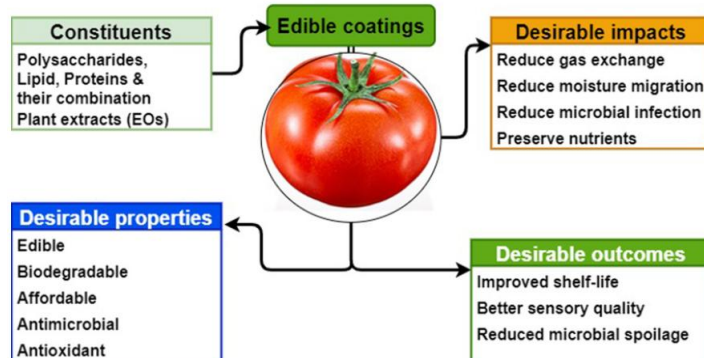 Constituents
Polysaccharides,
Lipid, Proteins &
their combination
Plant extracts (EOs)
Edible coatings
Desirable impacts
Reduce gas exchange
Reduce moisture migration
Reduce microbial infection
Preserve nutrients
Desirable properties
Edible
Biodegradable
Affordable
Antimicrobial
Antioxidant
Desirable outcomes
Improved shelf-life
Better sensory quality
Reduced microbial spoilage